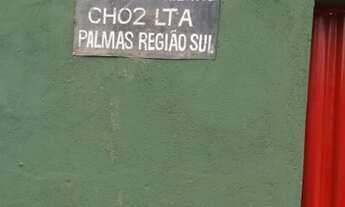 CHO2 LTA
PALMAS REGIÃO SUL